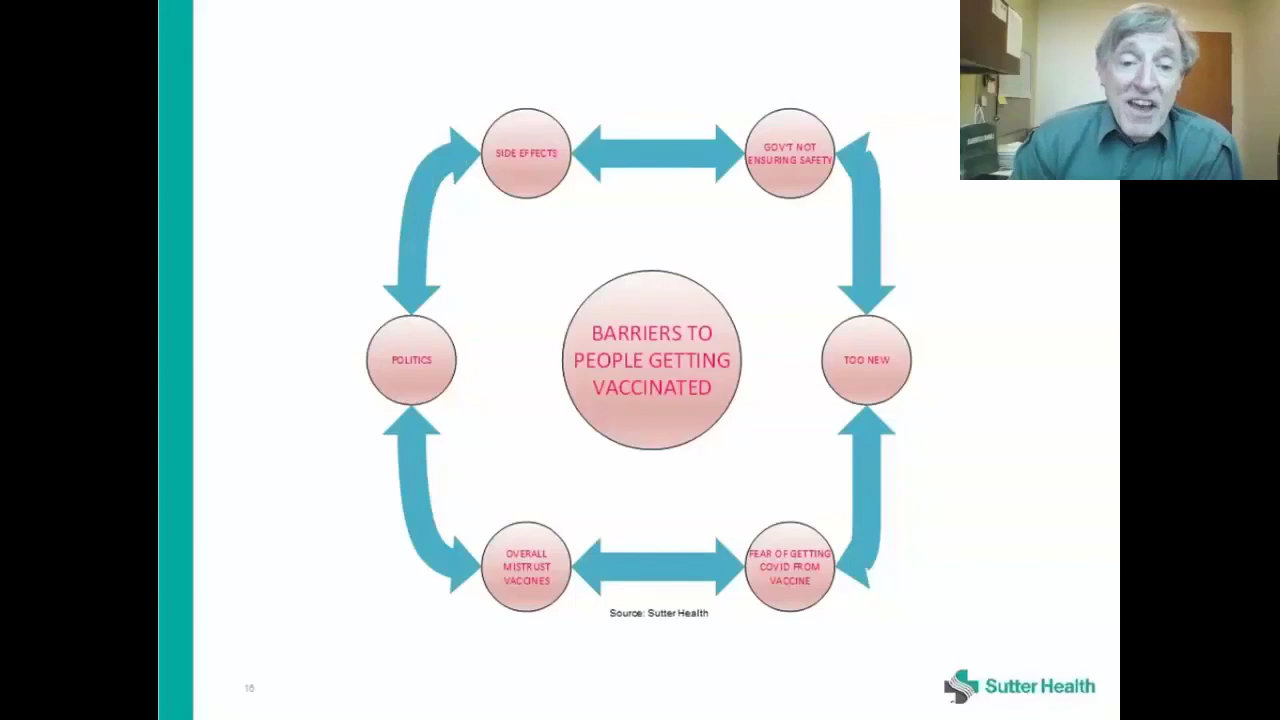 SIDE EFFECTS
GOV'T NOT
ENSURING SAFETY
BARRIERS TO
PEOPLE GETTING
VACCINATED
POLITICS
TOO NEW
OVERALL
MISTRUST
VACCINES
FEAR OF GETTING
COVID FROM
VACCINE
Source: Sutter Health
16
Sutter Health